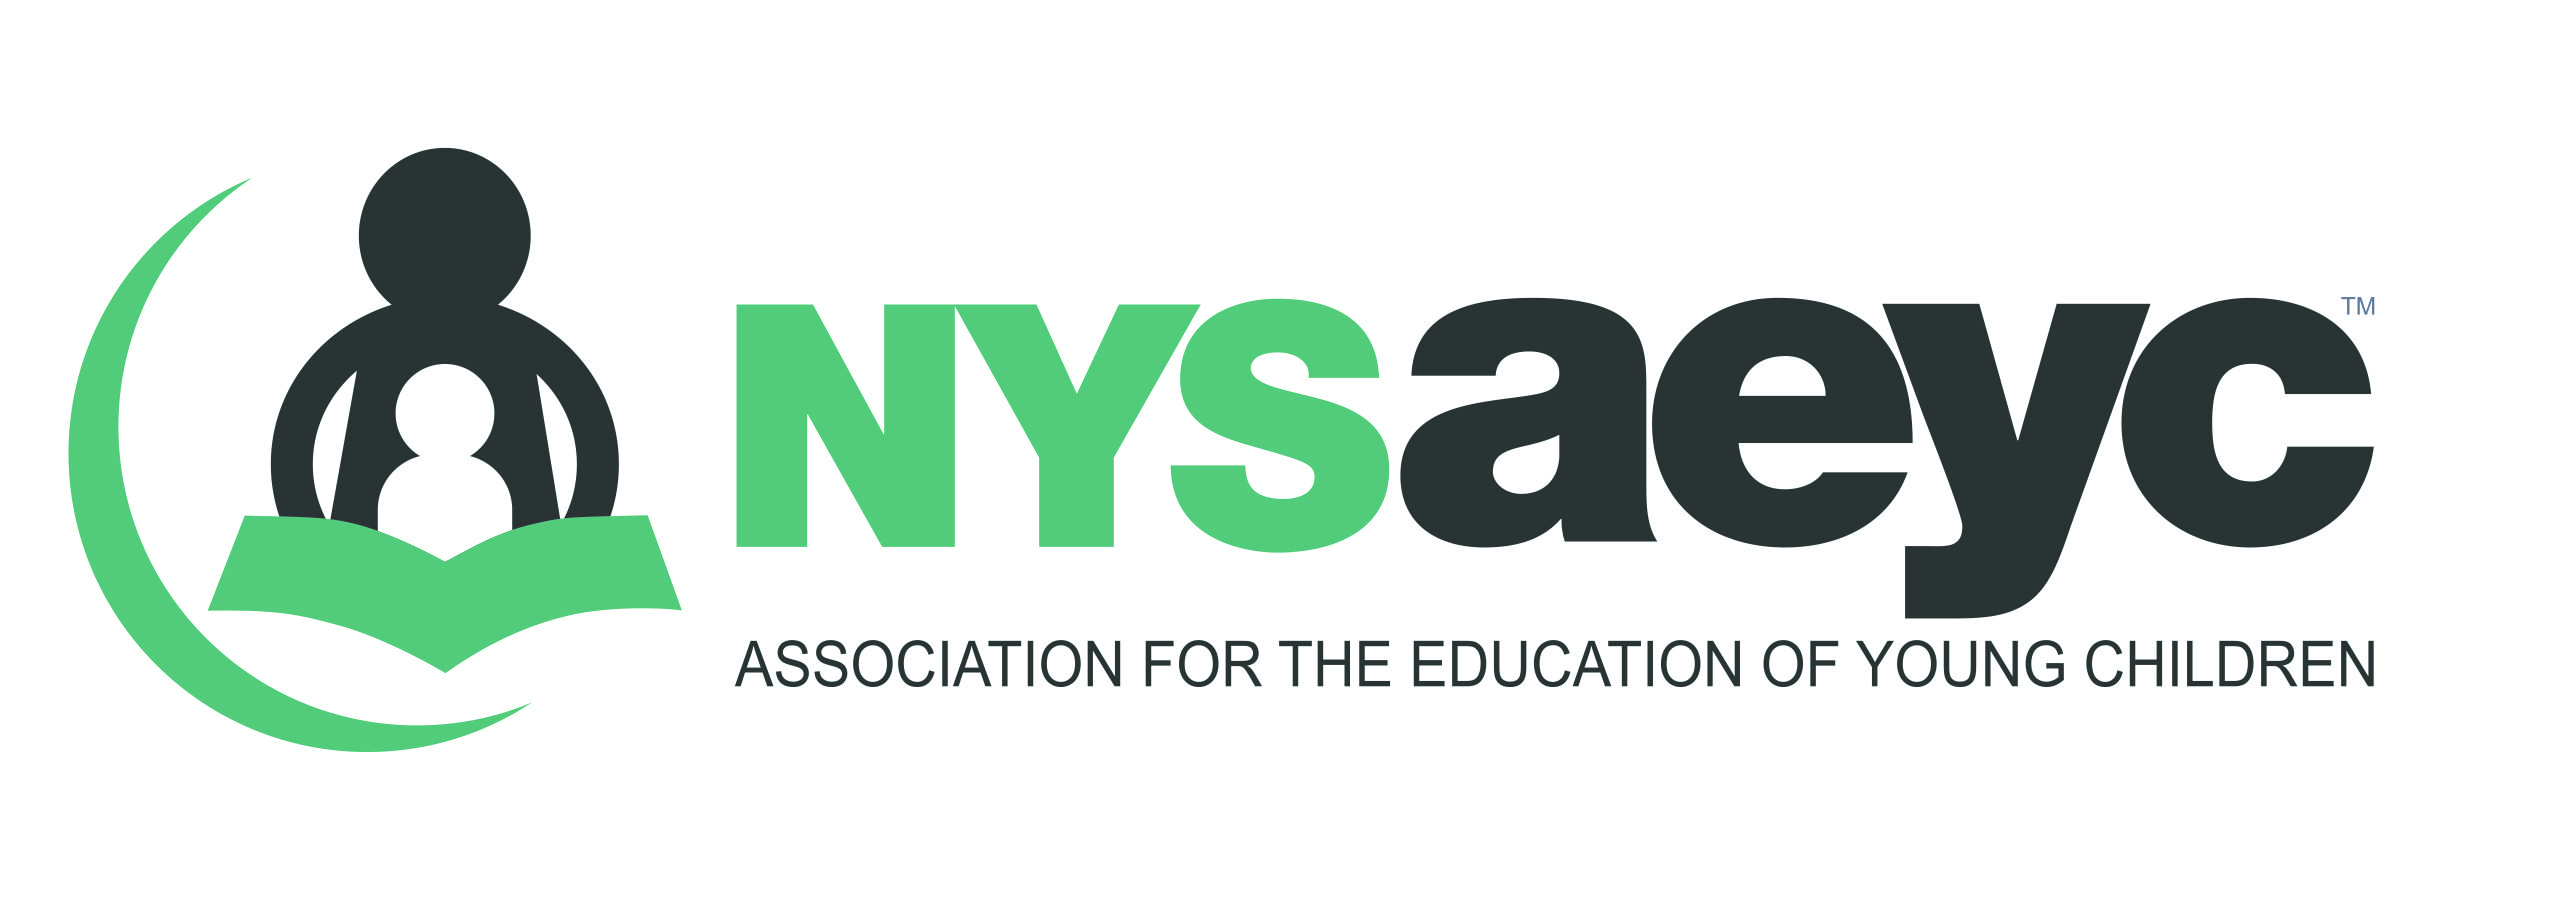 NYSaeyc™
ASSOCIATION FOR THE EDUCATION OF YOUNG CHILDREN